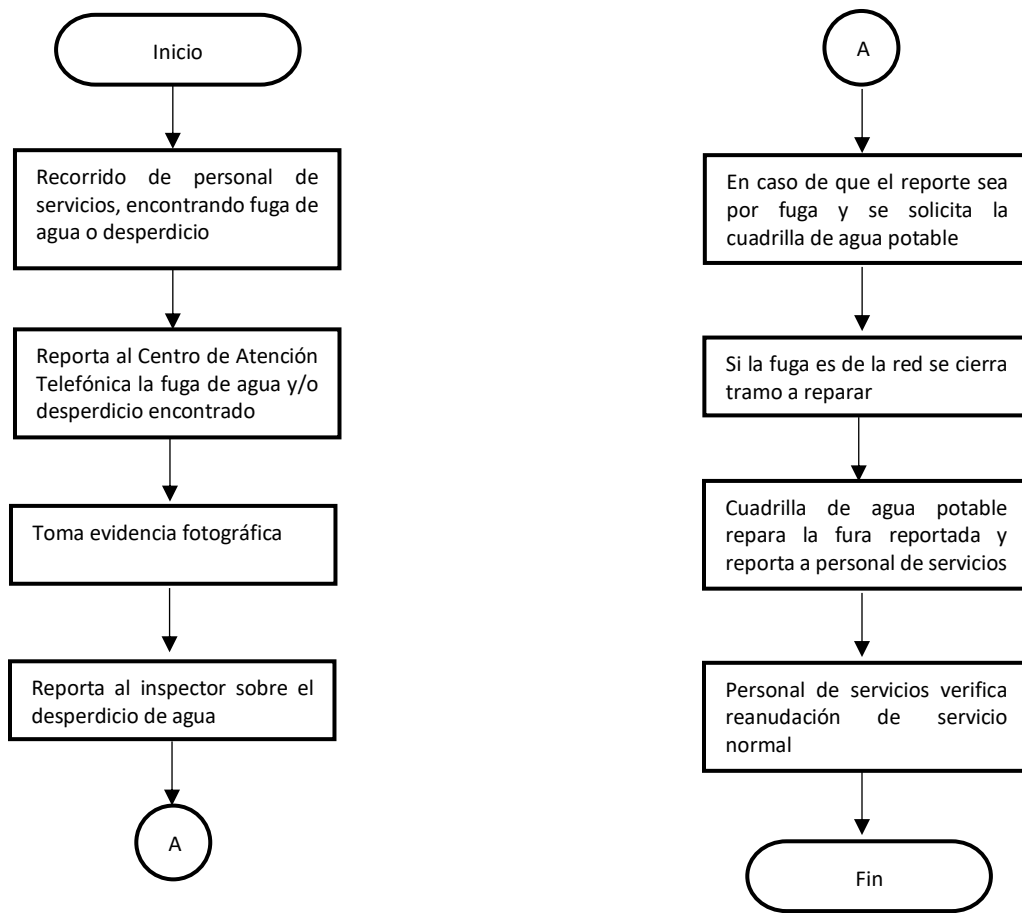 Inicio
Recorrido de personal de
servicios, encontrando fuga de
agua o desperdicio
Reporta al Centro de Atención
Telefónica la fuga de agua y/o
desperdicio encontrado
Toma evidencia fotográfica
Reporta al inspector sobre el
desperdicio de agua
A
A
En caso de que el reporte sea
por fuga y se solicita la
cuadrilla de agua potable
Si la fuga es de la red se cierra
tramo a reparar
Cuadrilla de agua potable
repara la fura reportada y
reporta a personal de servicios
Personal de servicios verifica
reanudación de servicio
normal
Fin